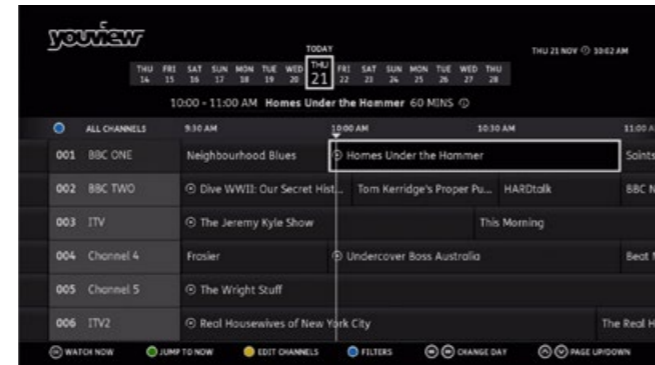 youview
TODAY
THU 21 NOV 10:02 AM
THU FRI SAT SUN MON TUE WED THU FRI SAT SUN MON TUE WED THU
14 15 16 17 18 19 20 21 22 23 24 25 26 27 28
10:00 - 11:00 AM Homes Under the Hammer 60 MINS
ALL CHANNELS 9:30 AM 10:00 AM 10:30 AM 11:00 A
001 BBC ONE Neighbourhood Blues Homes Under the Hammer Saints
002 BBC TWO Dive WWII: Our Secret Hist... Tom Kerridge's Proper Pu... HARDtalk BBC N
003 ITV The Jeremy Kyle Show This Morning
004 Channel 4 Frasier Undercover Boss Australia Beat
005 Channel 5 The Wright Stuff
006 ITV2 Real Housewives of New York City The Real H
WATCH NOW JUMP TO NOW EDIT CHANNELS FILTERS CHANGE DAY PAGE UP/DOWN